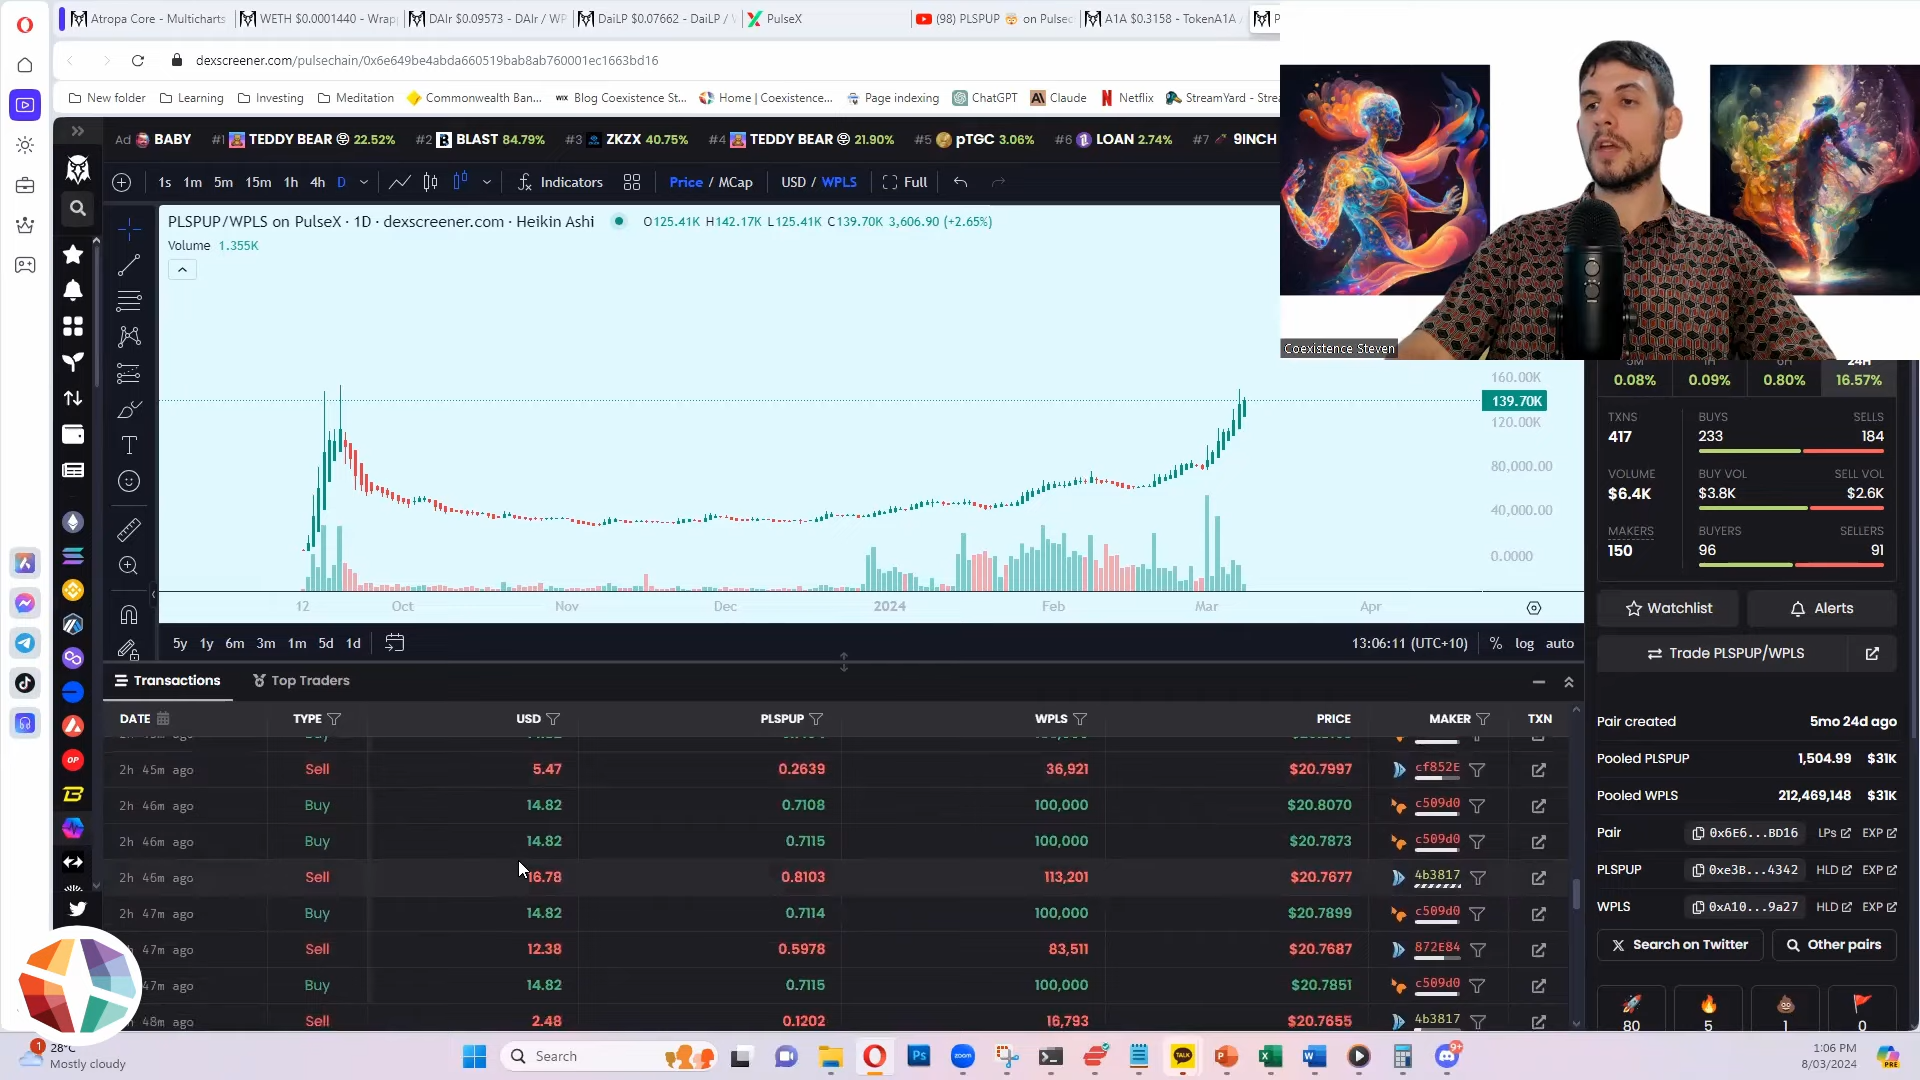 Atropa Core - Multicharts
WETH $0.0001440 - Wrapp
DAIr $0.09573 - DAIr / WP
DaiLP $0.07662 - DaiLP / W
PulseX
(98) PLSPUP 🤯 on Pulsec
A1A $0.3158 - TokenA1A /
P
dexscreener.com/pulsechain/0x6e649be4abda660519bab8ab760001ec1663bd16
New folder
Learning
Investing
Meditation
Commonwealth Ban...
Blog Coexistence St...
Home | Coexistence...
Page indexing
ChatGPT
Claude
Netflix
StreamYard - Strea
Ad BABY #1 TEDDY BEAR 22.52% #2 BLAST 84.79% #3 ZKZX 40.75% #4 TEDDY BEAR 21.90% #5 pTGC 3.06% #6 LOAN 2.74% #7 9INCH
1s 1m 5m 15m 1h 4h D Indicators Price / MCap USD / WPLS Full
PLSPUP/WPLS on PulseX · 1D · dexscreener.com · Heikin Ashi O125.41K H142.17K L125.41K C139.70K 3,606.90 (+2.65%)
Volume 1.355K
Coexistence Steven
160.00K
139.70K
120.00K
80,000.00
40,000.00
0.0000
12 Oct Nov Dec 2024 Feb Mar Apr
5y 1y 6m 3m 1m 5d 1d
13:06:11 (UTC+10) % log auto
24H
0.08% 0.09% 0.80% 16.57%
TXNS BUYS SELLS
417 233 184
VOLUME BUY VOL SELL VOL
$6.4K $3.8K $2.6K
MAKERS BUYERS SELLERS
150 96 91
Watchlist Alerts
Trade PLSPUP/WPLS
Pair created 5mo 24d ago
Pooled PLSPUP 1,504.99 $31K
Pooled WPLS 212,469,148 $31K
Pair 0x6E6...BD16 LPs EXP
PLSPUP 0xe3B...4342 HLD EXP
WPLS 0xA10...9a27 HLD EXP
Search on Twitter Other pairs
80 5 1 0
Transactions Top Traders
DATE TYPE USD PLSPUP WPLS PRICE MAKER TXN
2h 45m ago Sell 5.47 0.2639 36,921 $20.7997 cf852E
2h 46m ago Buy 14.82 0.7108 100,000 $20.8070 c509d0
2h 46m ago Buy 14.82 0.7115 100,000 $20.7873 c509d0
2h 46m ago Sell 16.78 0.8103 113,201 $20.7677 4b3817
2h 47m ago Buy 14.82 0.7114 100,000 $20.7899 c509d0
47m ago Sell 12.38 0.5978 83,511 $20.7687 872E84
47m ago Buy 14.82 0.7115 100,000 $20.7851 c509d0
48m ago Sell 2.48 0.1202 16,793 $20.7655 4b3817
1
28°C
Mostly cloudy
Search
1:06 PM
8/03/2024